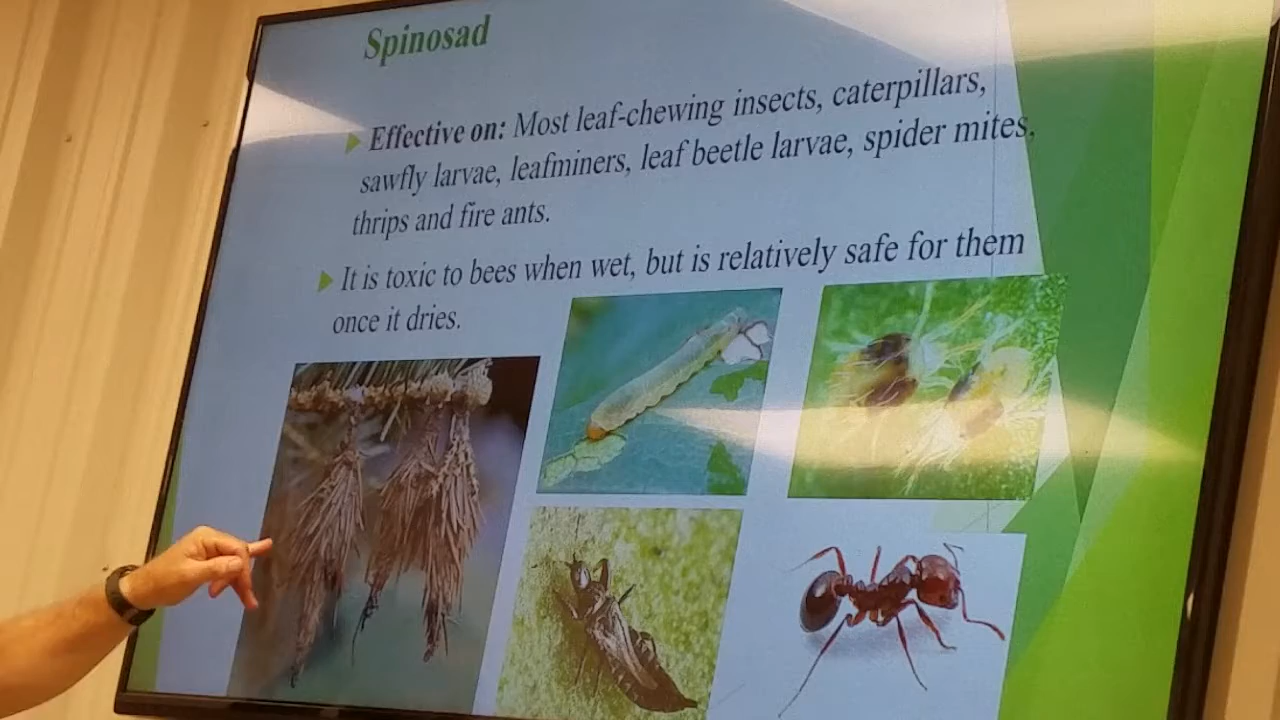 Spinosad
Effective on: Most leaf-chewing insects, caterpillars,
sawfly larvae, leafminers, leaf beetle larvae, spider mites,
thrips and fire ants.
It is toxic to bees when wet, but is relatively safe for them
once it dries.